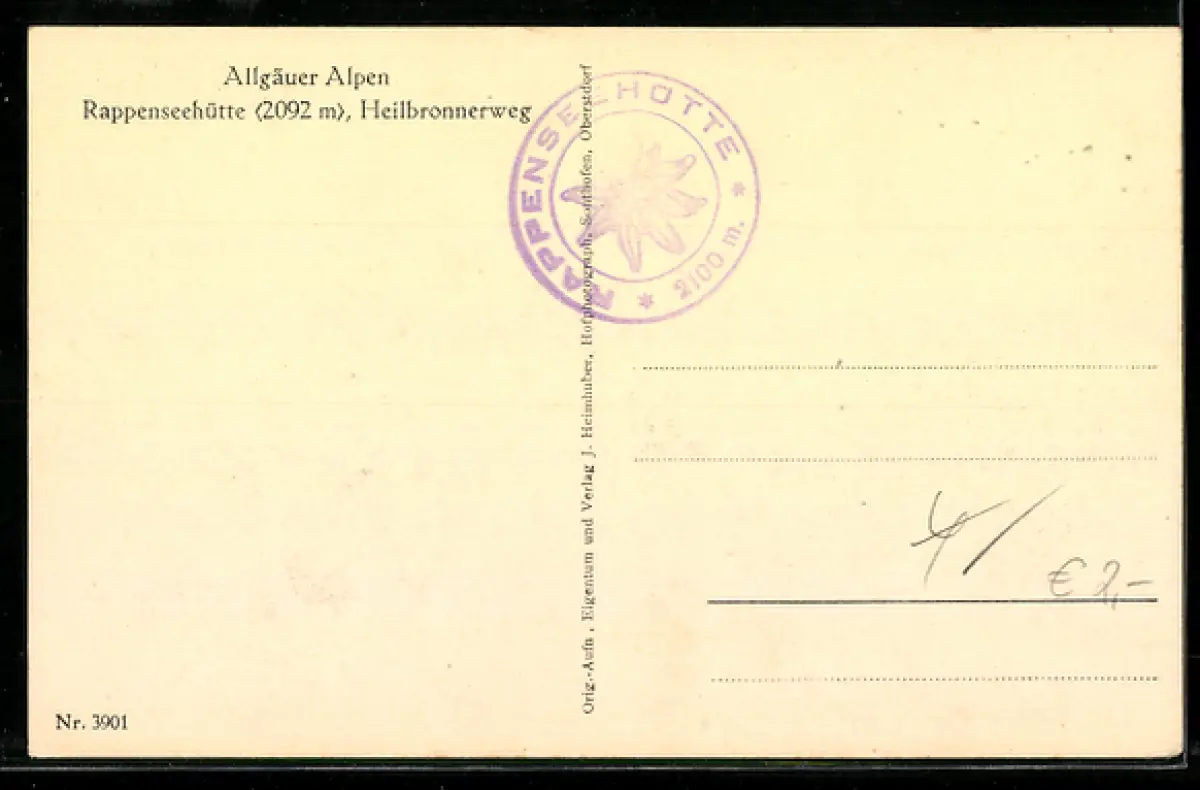 Allgäuer Alpen
Rappenseehütte (2092 m), Heilbronnerweg
RAPPENSEEHÜTTE
* 2100 m. *
Orig.-Aufn., Eigentum und Verlag J. Heimhuber, Hofphotograph, Sonthofen, Oberstdorf
4/
€ 2,-
Nr. 3901